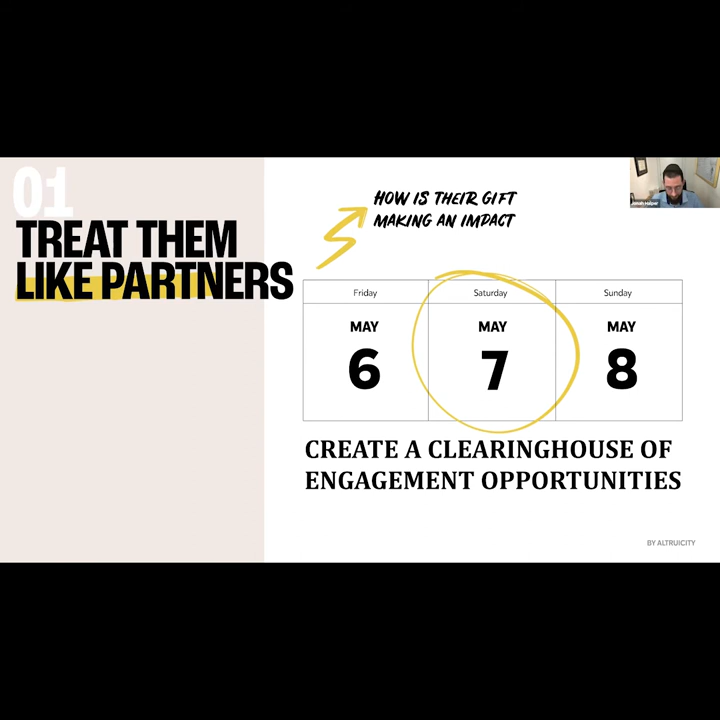 01
TREAT THEM
LIKE PARTNERS
HOW IS THEIR GIFT
MAKING AN IMPACT
Friday
Saturday
Sunday
MAY
MAY
MAY
6
7
8
CREATE A CLEARINGHOUSE OF
ENGAGEMENT OPPORTUNITIES
BY ALTRUICITY
Halper